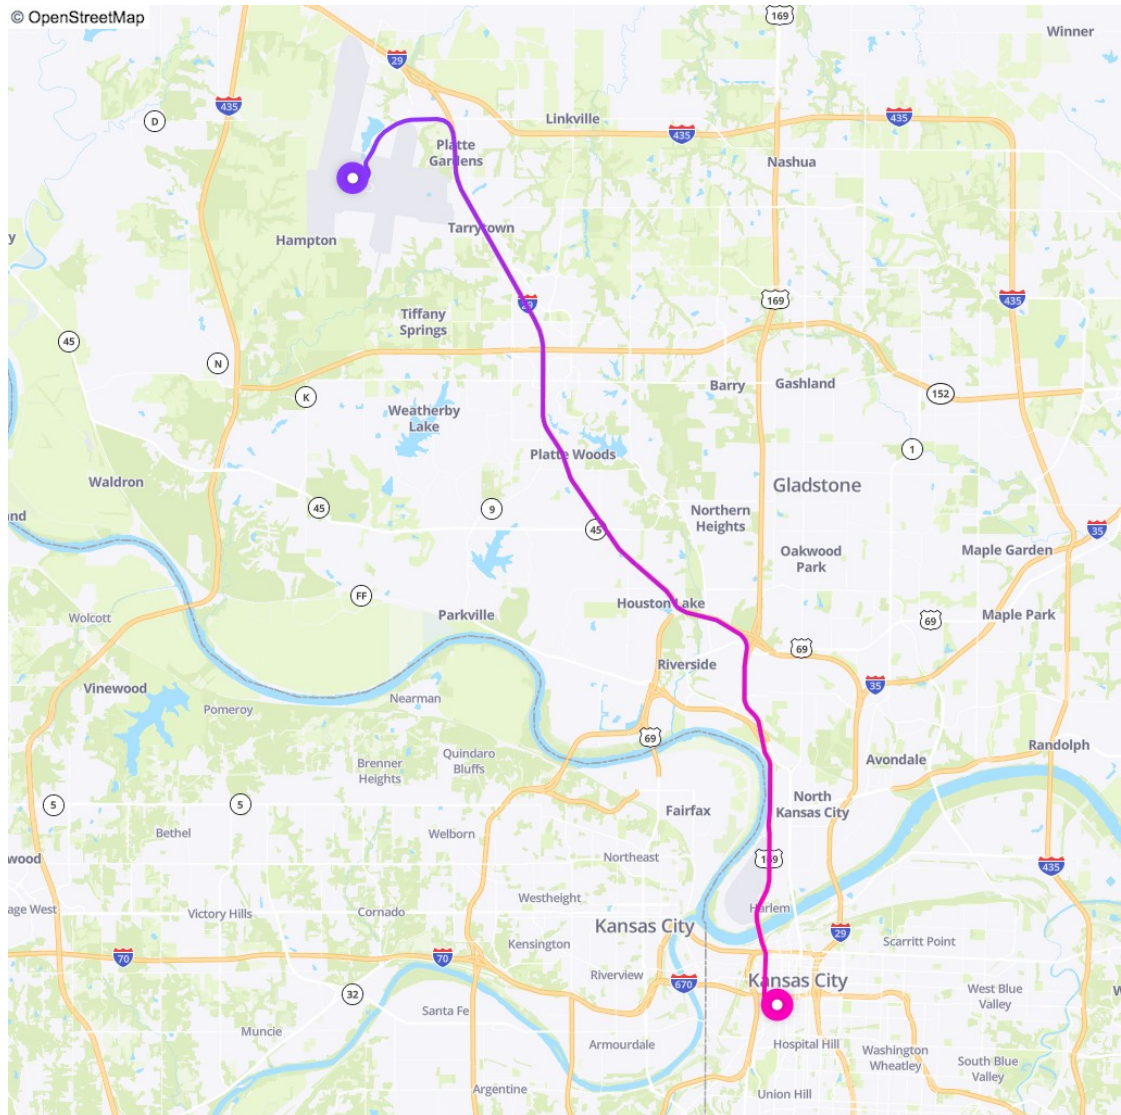 © OpenStreetMap
169
Winner
29
435
D
Linkville
435
435
Platte
Gardens
Nashua
Hampton
Tarrytown
169
435
Tiffany
Springs
45
N
K
Barry
Gashland
152
Weatherby
Lake
Platte Woods
1
Waldron
Gladstone
45
9
Northern
Heights
45
35
Oakwood
Park
Maple Garden
FF
Houston Lake
Wolcott
Parkville
69
Maple Park
69
Riverside
35
Vinewood
Nearman
Pomeroy
69
Quindaro
Bluffs
Brenner
Heights
Avondale
Randolph
5
5
North
Kansas City
Fairfax
Bethel
Welborn
Northeast
169
435
Victory Hills
Cornado
Westheight
Harlem
Kansas City
29
Kensington
Scarritt Point
70
70
Riverview
670
Kansas City
32
West Blue
Valley
Santa Fe
Muncie
Armourdale
Hospital Hill
Washington
Wheatley
South Blue
Valley
Argentine
Union Hill